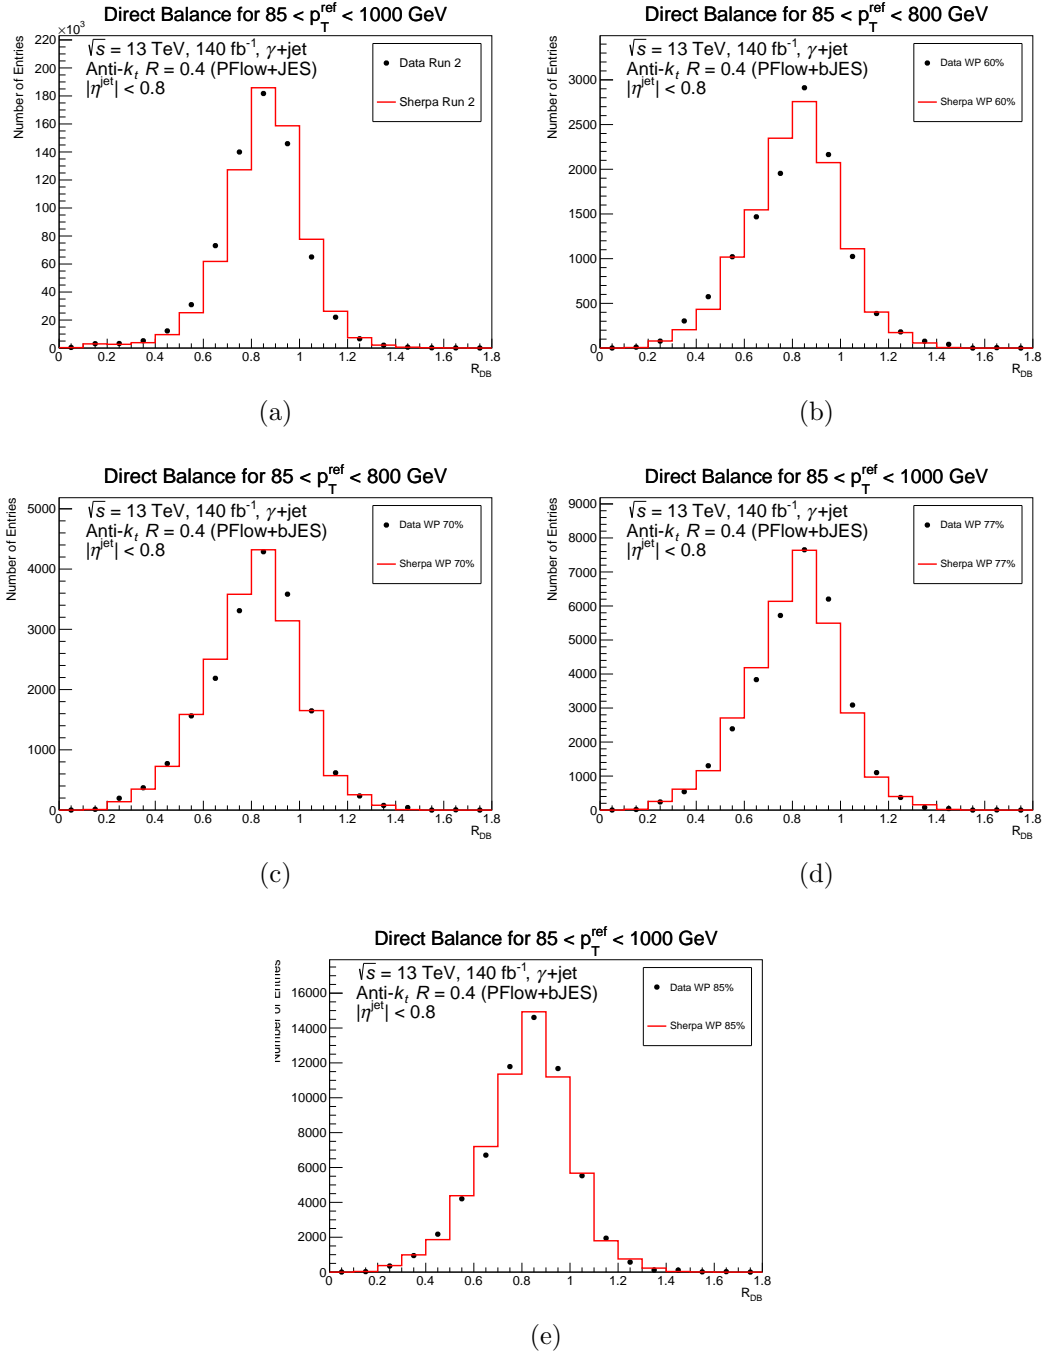 Direct Balance for 85 < p_T^ref < 1000 GeV
×10³
Number of Entries
√s = 13 TeV, 140 fb⁻¹, γ+jet
Anti-k_t R = 0.4 (PFlow+JES)
|η^jet| < 0.8
Data Run 2
Sherpa Run 2
220
200
180
160
140
120
100
80
60
40
20
0
0 0.2 0.4 0.6 0.8 1 1.2 1.4 1.6 1.8
R_DB
(a)
Direct Balance for 85 < p_T^ref < 800 GeV
Number of Entries
√s = 13 TeV, 140 fb⁻¹, γ+jet
Anti-k_t R = 0.4 (PFlow+bJES)
|η^jet| < 0.8
Data WP 60%
Sherpa WP 60%
3000
2500
2000
1500
1000
500
0
0 0.2 0.4 0.6 0.8 1 1.2 1.4 1.6 1.8
R_DB
(b)
Direct Balance for 85 < p_T^ref < 800 GeV
Number of Entries
√s = 13 TeV, 140 fb⁻¹, γ+jet
Anti-k_t R = 0.4 (PFlow+bJES)
|η^jet| < 0.8
Data WP 70%
Sherpa WP 70%
5000
4000
3000
2000
1000
0
0 0.2 0.4 0.6 0.8 1 1.2 1.4 1.6 1.8
R_DB
(c)
Direct Balance for 85 < p_T^ref < 1000 GeV
Number of Entries
√s = 13 TeV, 140 fb⁻¹, γ+jet
Anti-k_t R = 0.4 (PFlow+bJES)
|η^jet| < 0.8
Data WP 77%
Sherpa WP 77%
9000
8000
7000
6000
5000
4000
3000
2000
1000
0
0 0.2 0.4 0.6 0.8 1 1.2 1.4 1.6 1.8
R_DB
(d)
Direct Balance for 85 < p_T^ref < 1000 GeV
Number of Entries
√s = 13 TeV, 140 fb⁻¹, γ+jet
Anti-k_t R = 0.4 (PFlow+bJES)
|η^jet| < 0.8
Data WP 85%
Sherpa WP 85%
16000
14000
12000
10000
8000
6000
4000
2000
0
0 0.2 0.4 0.6 0.8 1 1.2 1.4 1.6 1.8
R_DB
(e)